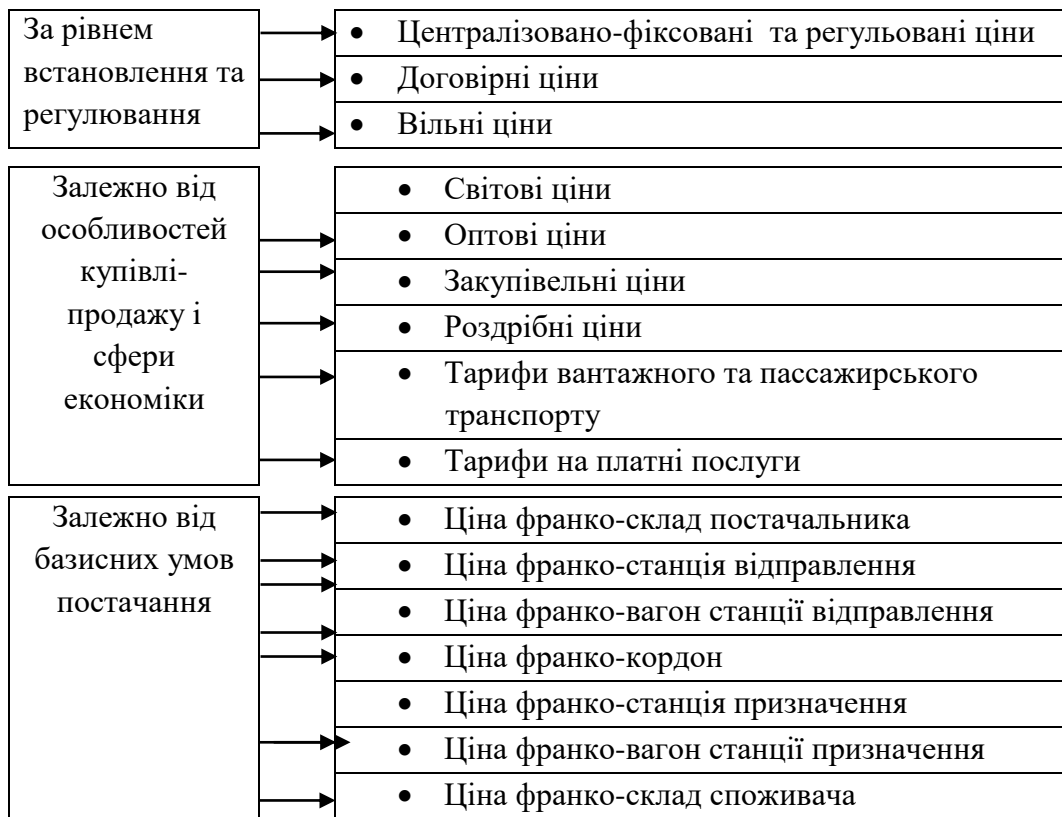 За рівнем
встановлення та
регулювання
• Централізовано-фіксовані та регульовані ціни
• Договірні ціни
• Вільні ціни
Залежно від
особливостей
купівлі-
продажу і
сфери
економіки
• Світові ціни
• Оптові ціни
• Закупівельні ціни
• Роздрібні ціни
• Тарифи вантажного та пассажирського
транспорту
• Тарифи на платні послуги
Залежно від
базисних умов
постачання
• Ціна франко-склад постачальника
• Ціна франко-станція відправлення
• Ціна франко-вагон станції відправлення
• Ціна франко-кордон
• Ціна франко-станція призначення
• Ціна франко-вагон станції призначення
• Ціна франко-склад споживача